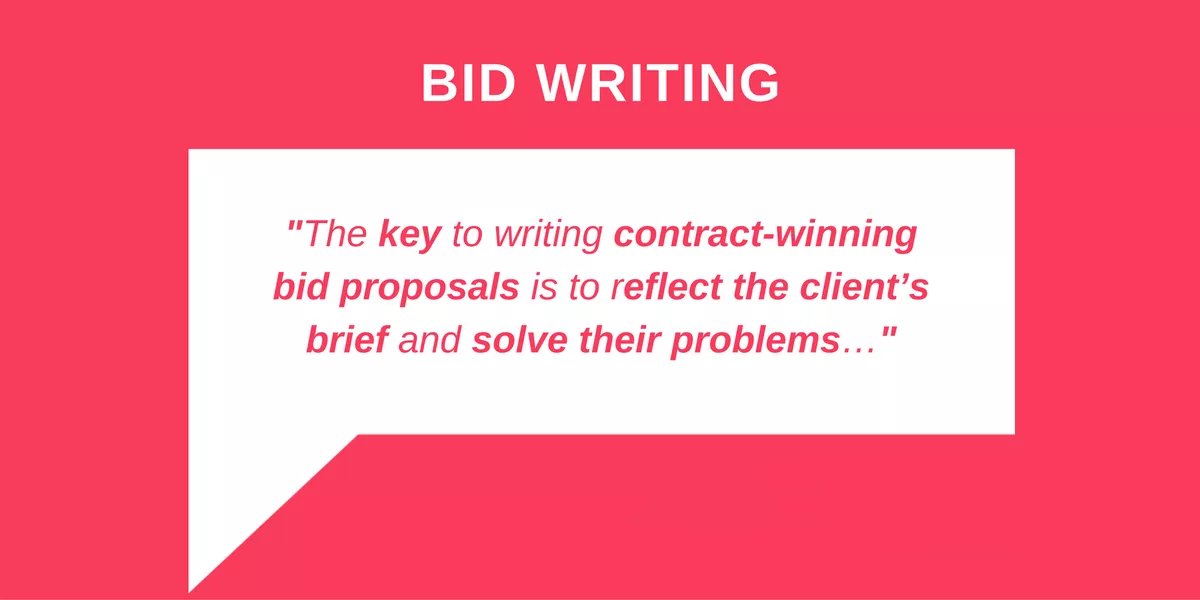 BID WRITING
"The key to writing contract-winning
bid proposals is to reflect the client’s
brief and solve their problems…"